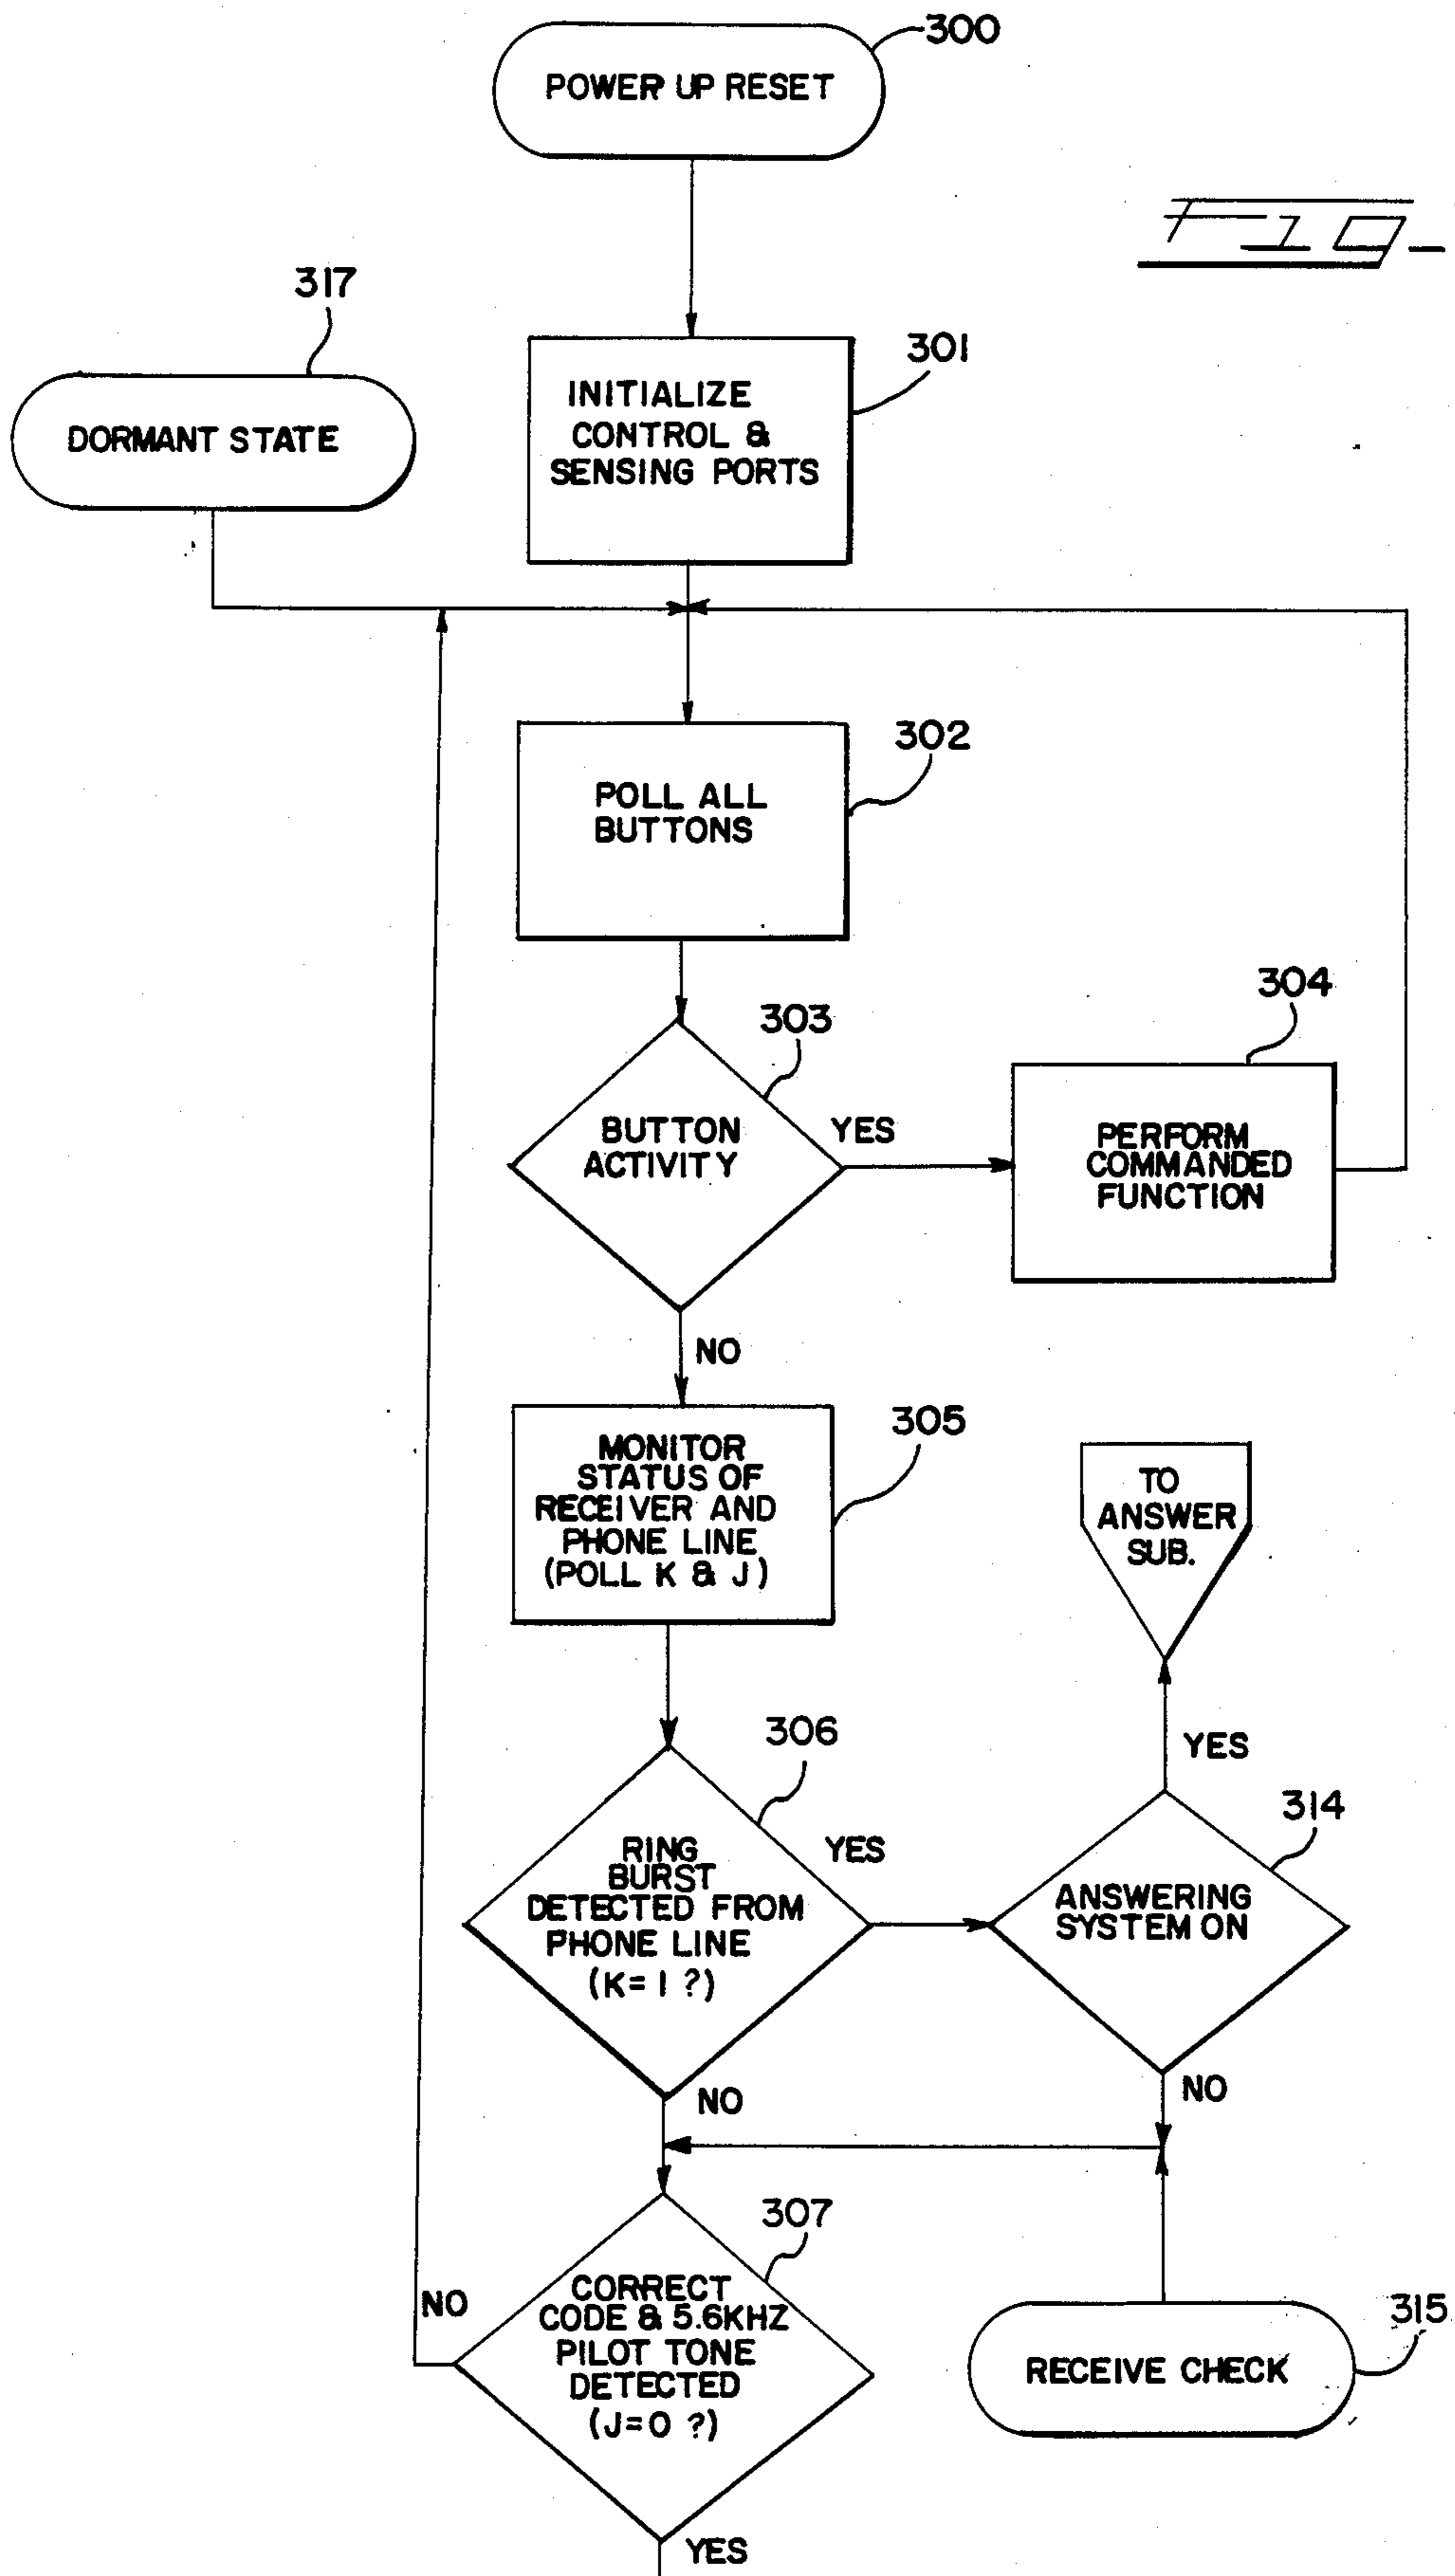 300
POWER UP RESET
Fig-
317
301
DORMANT STATE
INITIALIZE
CONTROL &
SENSING PORTS
302
POLL ALL
BUTTONS
304
303
BUTTON
ACTIVITY
YES
PERFORM
COMMANDED
FUNCTION
NO
305
MONITOR
STATUS OF
RECEIVER AND
PHONE LINE
(POLL K & J)
TO
ANSWER
SUB.
306
YES
314
RING
BURST
DETECTED FROM
PHONE LINE
(K=1 ?)
YES
ANSWERING
SYSTEM ON
NO
NO
307
CORRECT
CODE & 5.6KHZ
PILOT TONE
DETECTED
(J=0 ?)
NO
315
RECEIVE CHECK
YES